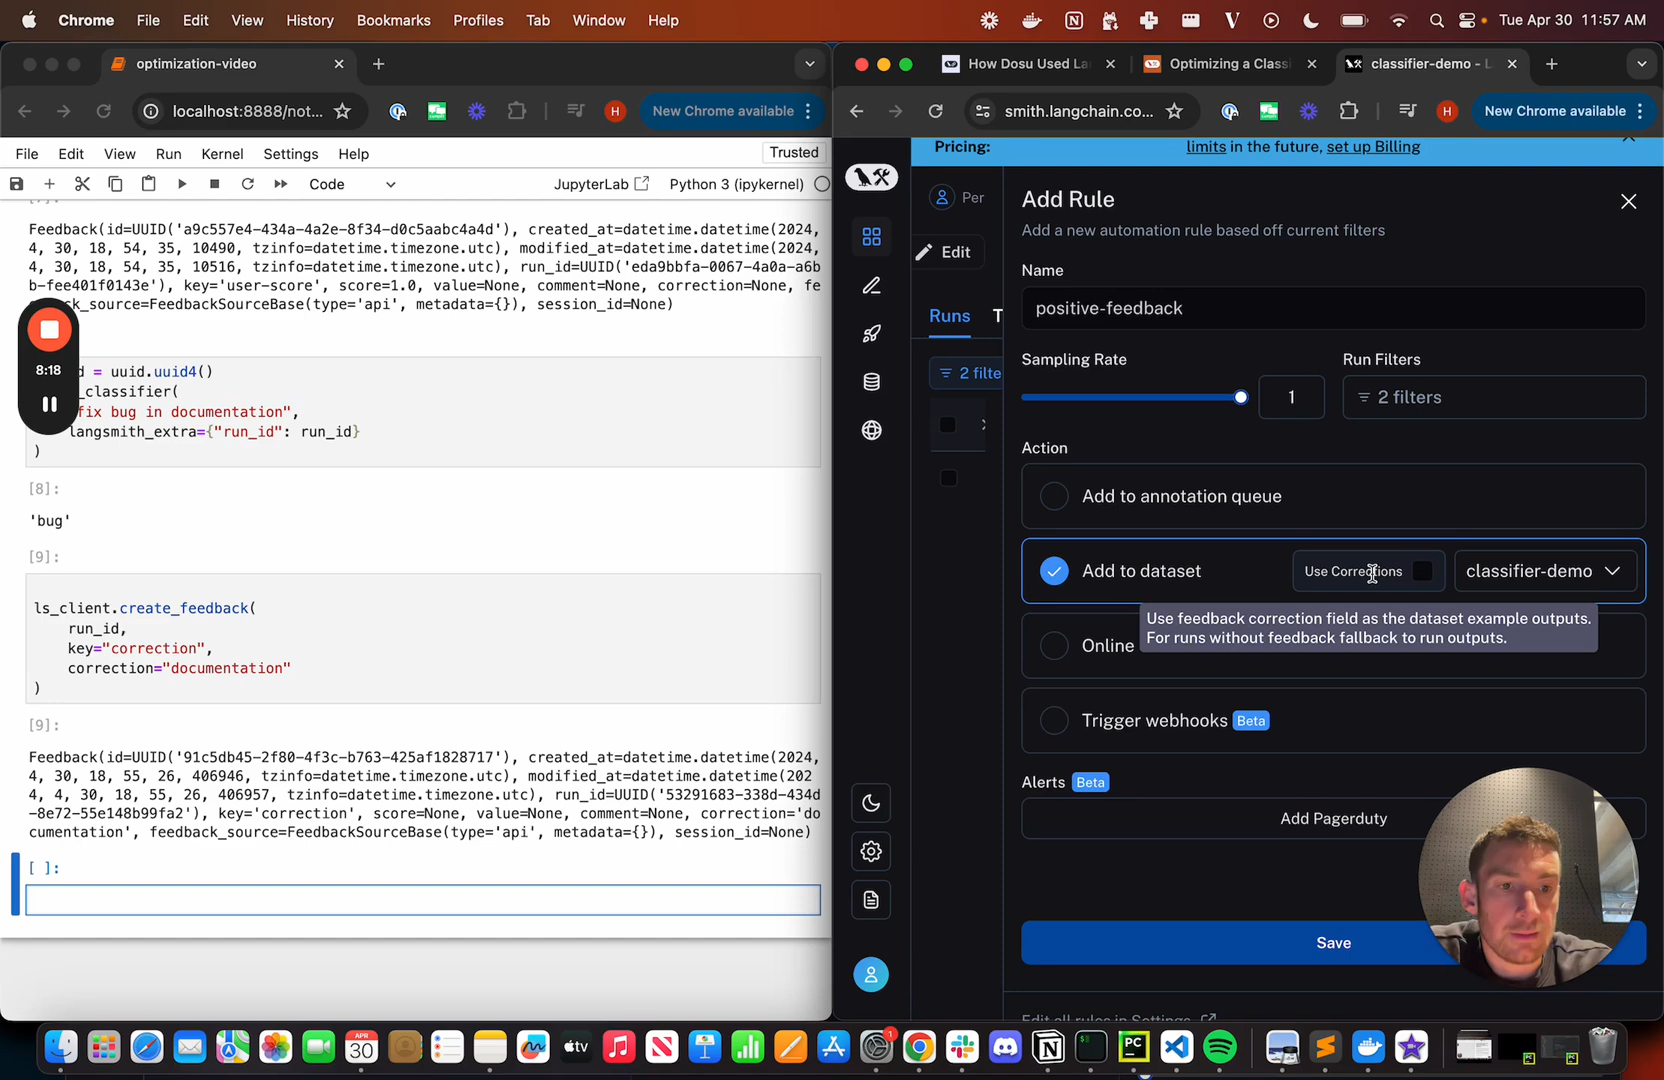 Chrome File Edit View History Bookmarks Profiles Tab Window Help
Tue Apr 30 11:57 AM
optimization-video
localhost:8888/not...
New Chrome available
File Edit View Run Kernel Settings Help
Trusted
Code
JupyterLab
Python 3 (ipykernel)
Feedback(id=UUID('a9c557e4-434a-4a2e-8f34-d0c5aabc4a4d'), created_at=datetime.datetime(2024,
4, 30, 18, 54, 35, 10490, tzinfo=datetime.timezone.utc), modified_at=datetime.datetime(2024,
4, 30, 18, 54, 35, 10516, tzinfo=datetime.timezone.utc), run_id=UUID('eda9bbfa-0067-4a0a-a6b
b-fee401f0143e'), key='user-score', score=1.0, value=None, comment=None, correction=None, fe
ck_source=FeedbackSourceBase(type='api', metadata={}), session_id=None)
8:18
d = uuid.uuid4()
_classifier(
fix bug in documentation",
langsmith_extra={"run_id": run_id}
)
[8]:
'bug'
[9]:
ls_client.create_feedback(
run_id,
key="correction",
correction="documentation"
)
[9]:
Feedback(id=UUID('91c5db45-2f80-4f3c-b763-425af1828717'), created_at=datetime.datetime(2024,
4, 30, 18, 55, 26, 406946, tzinfo=datetime.timezone.utc), modified_at=datetime.datetime(202
4, 4, 30, 18, 55, 26, 406957, tzinfo=datetime.timezone.utc), run_id=UUID('53291683-338d-434d
-8e72-55e148b99fa2'), key='correction', score=None, value=None, comment=None, correction='do
cumentation', feedback_source=FeedbackSourceBase(type='api', metadata={}), session_id=None)
[ ]:
How Dosu Used La
Optimizing a Classi
classifier-demo - L
smith.langchain.co...
H
New Chrome available
Pricing:
limits in the future, set up Billing
Per
Edit
Runs T
2 filte
Add Rule
Add a new automation rule based off current filters
Name
positive-feedback
Sampling Rate
Run Filters
1
2 filters
Action
Add to annotation queue
Add to dataset
Use Corrections
classifier-demo
Use feedback correction field as the dataset example outputs.
For runs without feedback fallback to run outputs.
Online
Trigger webhooks Beta
Alerts Beta
Add Pagerduty
Save
Edit all rules in Settings
APR
30
tv
1
PC